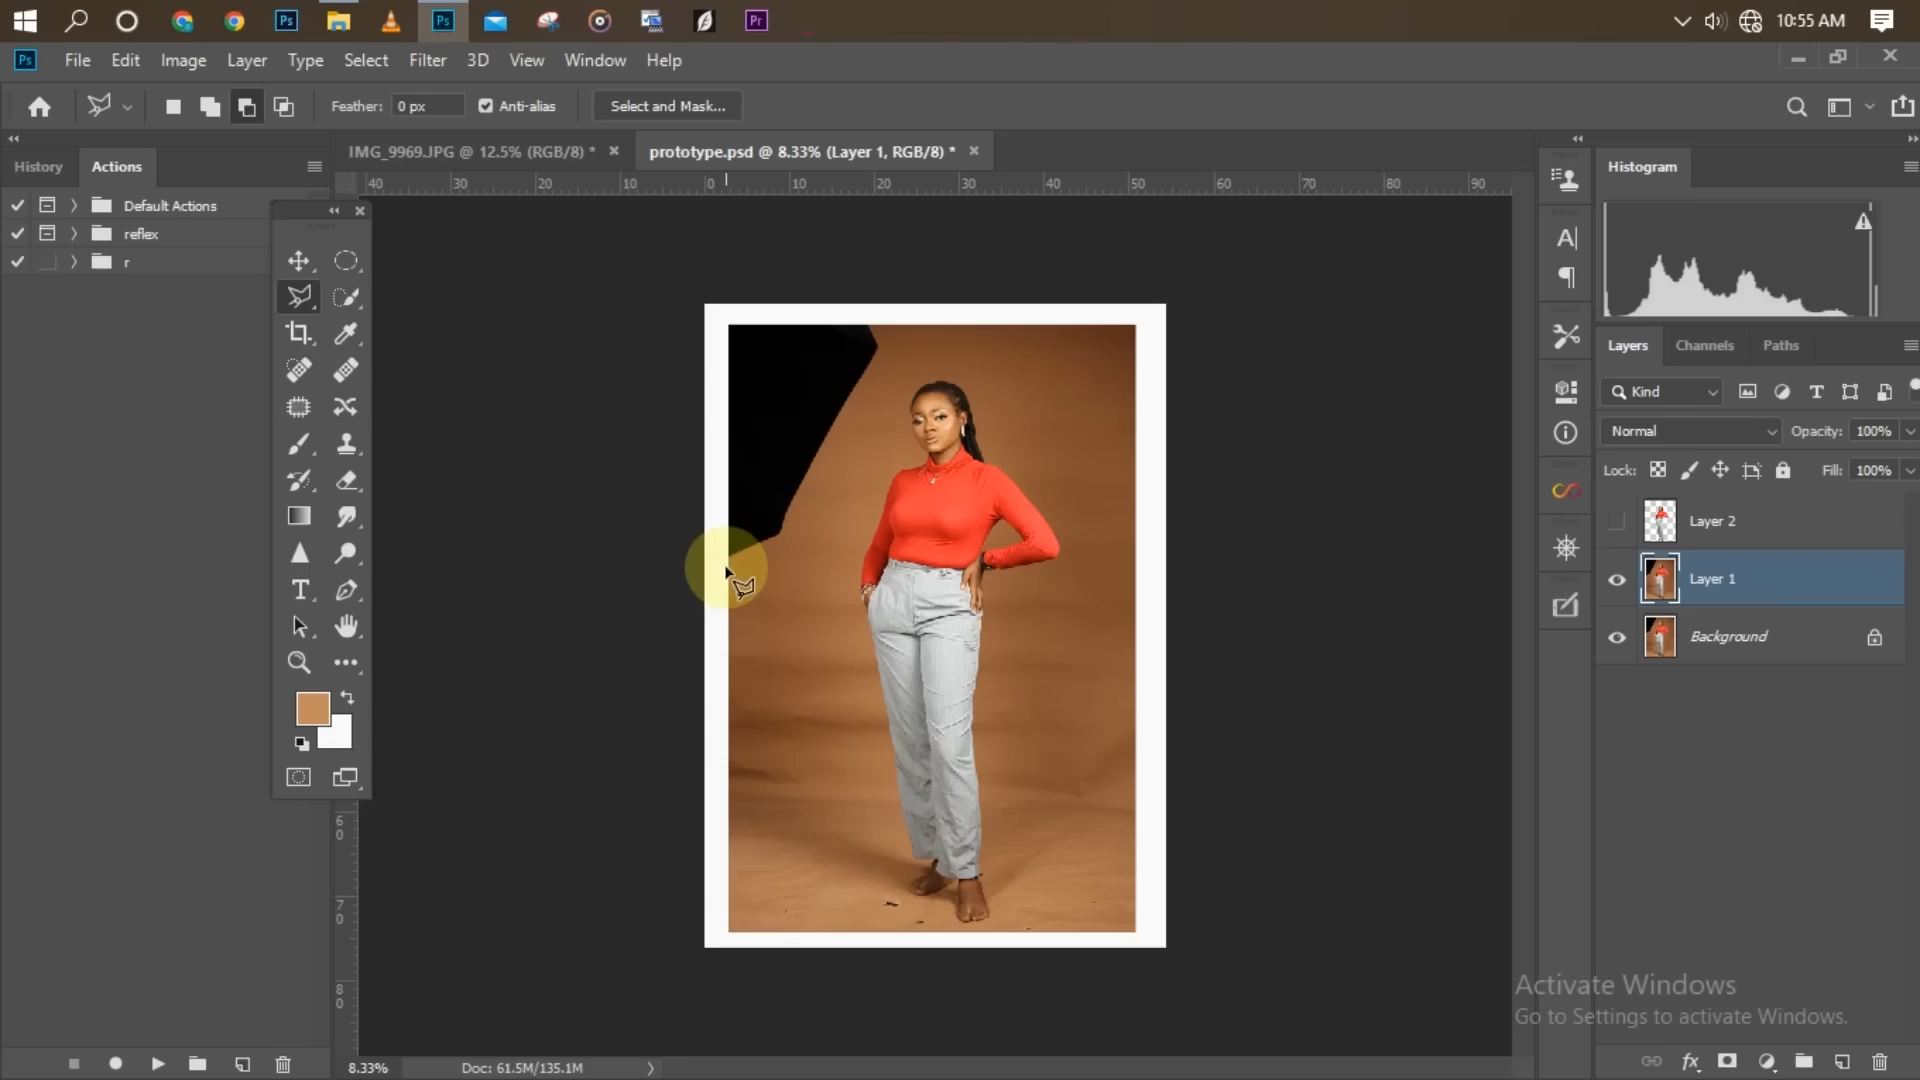 10:55 AM
Ps
File Edit Image Layer Type Select Filter 3D View Window Help
Feather: 0 px Anti-alias Select and Mask...
History Actions
IMG_9969.JPG @ 12.5% (RGB/8) *
prototype.psd @ 8.33% (Layer 1, RGB/8) *
40 30 20 10 0 10 20 30 40 50 60 70 80 90
Default Actions
reflex
r
60
70
80
Histogram
Layers Channels Paths
Kind
Normal Opacity: 100%
Lock: Fill: 100%
Layer 2
Layer 1
Background
Activate Windows
Go to Settings to activate Windows.
8.33% Doc: 61.5M/135.1M